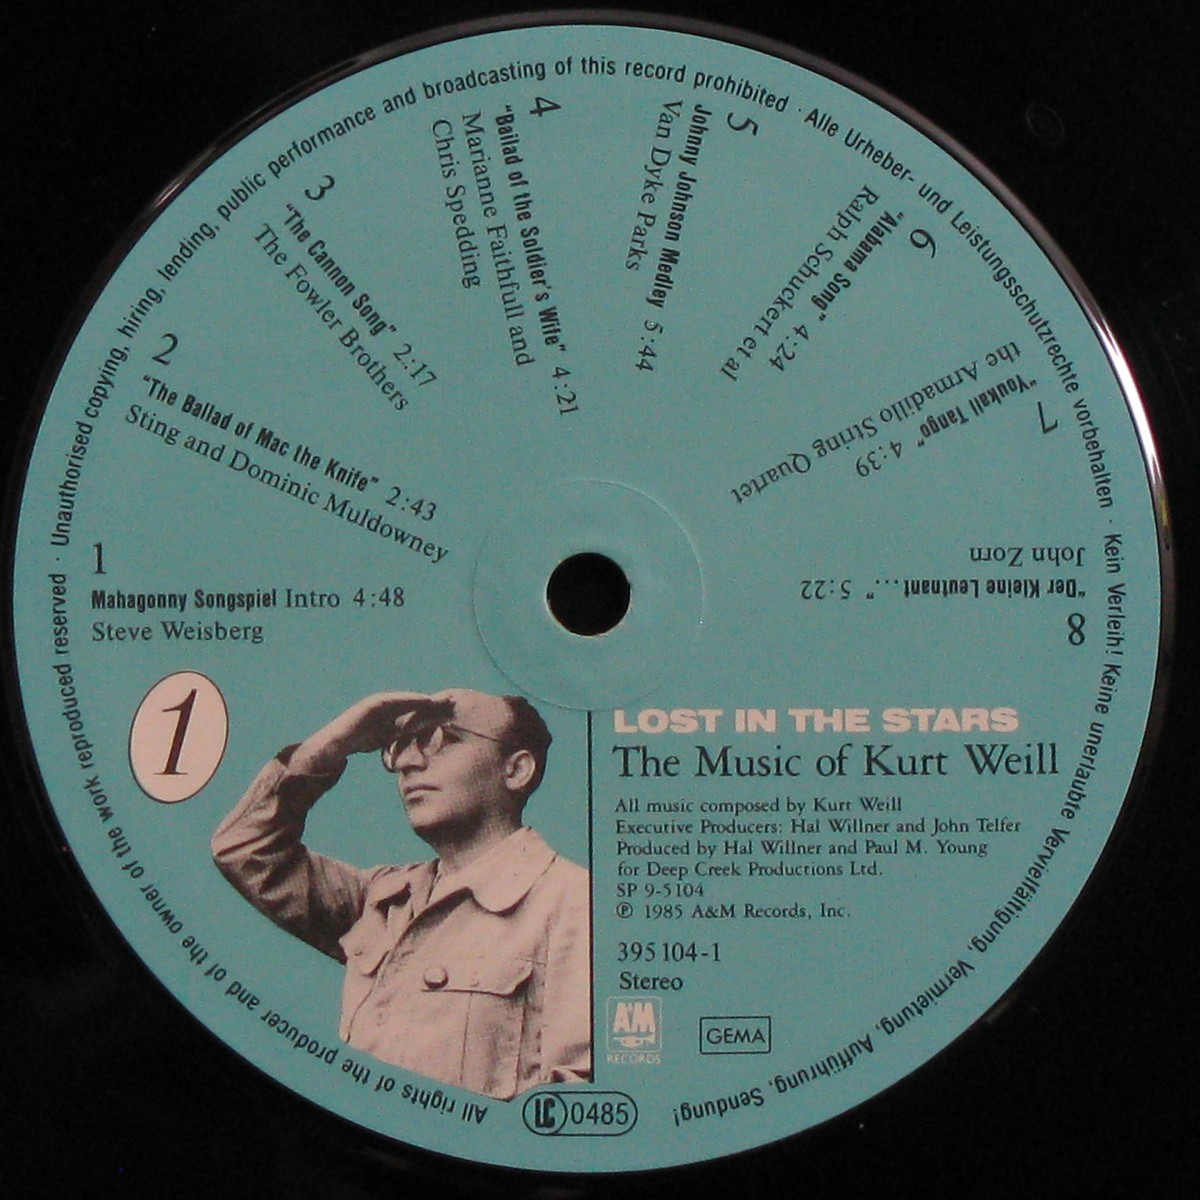 1
Mahagonny Songspiel Intro 4:48
Steve Weisberg
2
"The Ballad of Mac the Knife" 2:43
Sting and Dominic Muldowney
3
"The Cannon Song" 2:17
The Fowler Brothers
4
"Ballad of the Soldier's Wife" 4:21
Marianne Faithfull and
Chris Spedding
5
Johnny Johnson Medley 5:44
Van Dyke Parks
6
"Alabama Song" 4:24
Ralph Schuckert et al
7
"Youkali Tango" 4:39
the Armadillo String Quartet
8
"Der Kleine Leutnant..." 5:22
John Zorn
1
LOST IN THE STARS
The Music of Kurt Weill
All music composed by Kurt Weill
Executive Producers: Hal Willner and John Telfer
Produced by Hal Willner and Paul M. Young
for Deep Creek Productions Ltd.
SP 9-5104
℗ 1985 A&M Records, Inc.
395 104-1
Stereo
A&M
RECORDS
GEMA
LC 0485
All rights of the producer and of the owner of the work reproduced reserved · Unauthorised copying, hiring, lending, public performance and broadcasting of this record prohibited · Alle Urheber- und Leistungsschutzrechte vorbehalten · Kein Verleih! Keine unerlaubte Vervielfältigung, Vermietung, Aufführung, Sendung!